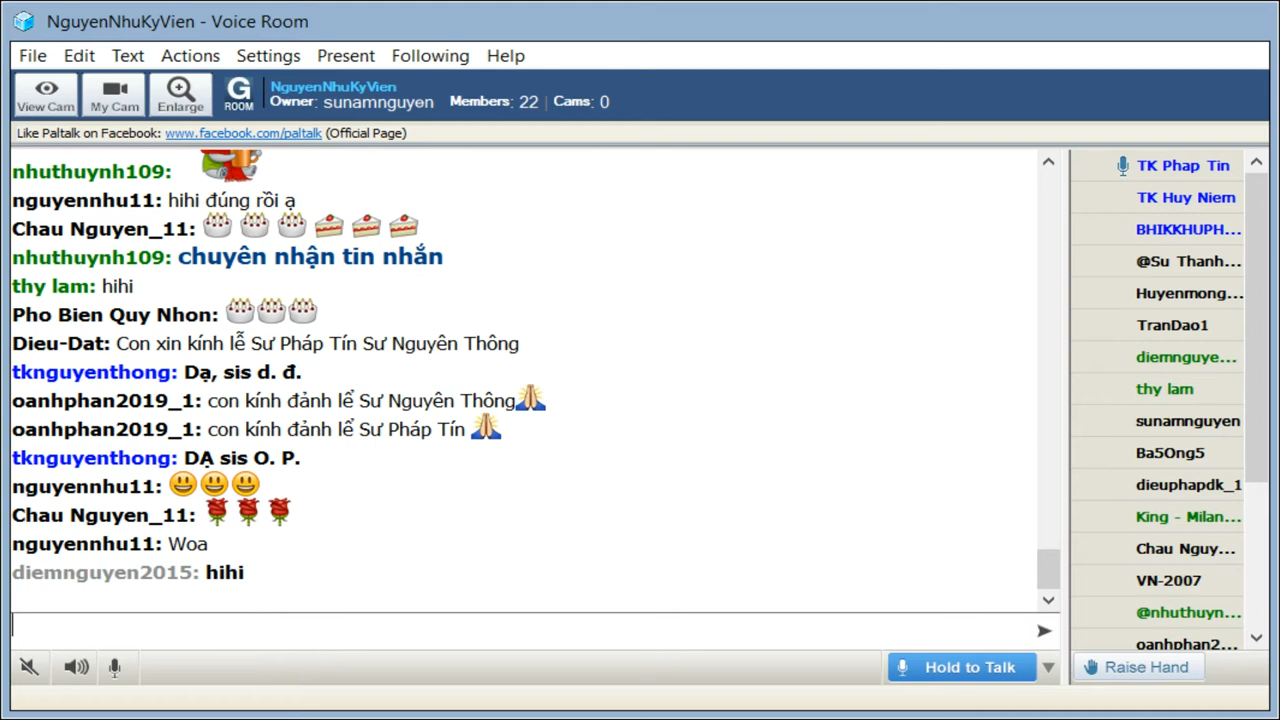 NguyenNhuKyVien - Voice Room
File Edit Text Actions Settings Present Following Help
View Cam My Cam Enlarge G ROOM
NguyenNhuKyVien
Owner: sunamnguyen Members: 22 | Cams: 0
Like Paltalk on Facebook: www.facebook.com/paltalk (Official Page)
nhuthuynh109:
nguyennhu11: hihi đúng rồi ạ
Chau Nguyen_11:
nhuthuynh109: chuyên nhận tin nhắn
thy lam: hihi
Pho Bien Quy Nhon:
Dieu-Dat: Con xin kính lễ Sư Pháp Tín Sư Nguyên Thông
tknguyenthong: Dạ, sis d. đ.
oanhphan2019_1: con kính đảnh lể Sư Nguyên Thông
oanhphan2019_1: con kính đảnh lể Sư Pháp Tín
tknguyenthong: DẠ sis O. P.
nguyennhu11:
Chau Nguyen_11:
nguyennhu11: Woa
diemnguyen2015: hihi
TK Phap Tin
TK Huy Niem
BHIKKHUPH...
@Su Thanh...
Huyenmong...
TranDao1
diemnguye...
thy lam
sunamnguyen
Ba5Ong5
dieuphapdk_1
King - Milan...
Chau Nguy...
VN-2007
@nhuthuyn...
oanhphan2...
Hold to Talk
Raise Hand